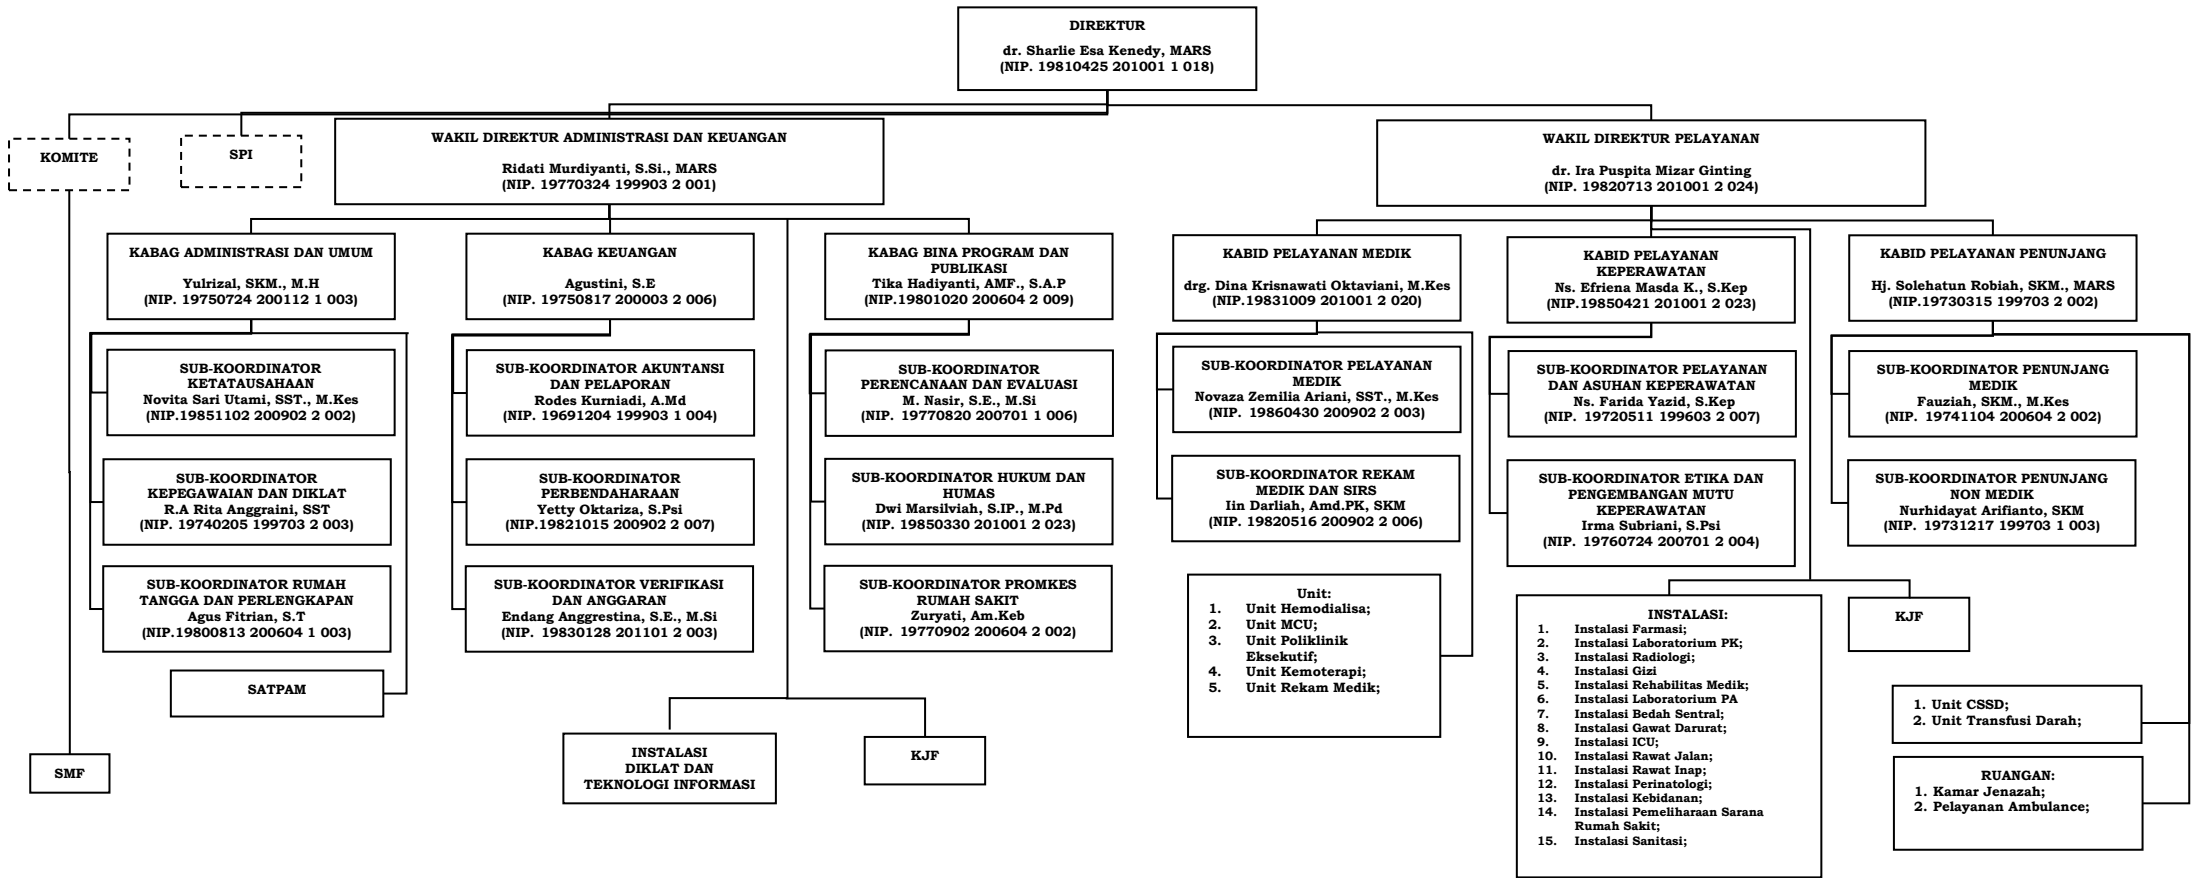 DIREKTUR
dr. Sharlie Esa Kenedy, MARS
(NIP. 19810425 201001 1 018)
KOMITE
SPI
WAKIL DIREKTUR ADMINISTRASI DAN KEUANGAN
Ridati Murdiyanti, S.Si., MARS
(NIP. 19770324 199903 2 001)
WAKIL DIREKTUR PELAYANAN
dr. Ira Puspita Mizar Ginting
(NIP. 19820713 201001 2 024)
KABAG ADMINISTRASI DAN UMUM
Yulrizal, SKM., M.H
(NIP. 19750724 200112 1 003)
KABAG KEUANGAN
Agustini, S.E
(NIP. 19750817 200003 2 006)
KABAG BINA PROGRAM DAN
PUBLIKASI
Tika Hadiyanti, AMF., S.A.P
(NIP.19801020 200604 2 009)
KABID PELAYANAN MEDIK
drg. Dina Krisnawati Oktaviani, M.Kes
(NIP.19831009 201001 2 020)
KABID PELAYANAN
KEPERAWATAN
Ns. Efriena Masda K., S.Kep
(NIP.19850421 201001 2 023)
KABID PELAYANAN PENUNJANG
Hj. Solehatun Robiah, SKM., MARS
(NIP.19730315 199703 2 002)
SUB-KOORDINATOR
KETATAUSAHAAN
Novita Sari Utami, SST., M.Kes
(NIP.19851102 200902 2 002)
SUB-KOORDINATOR AKUNTANSI
DAN PELAPORAN
Rodes Kurniadi, A.Md
(NIP. 19691204 199903 1 004)
SUB-KOORDINATOR
PERENCANAAN DAN EVALUASI
M. Nasir, S.E., M.Si
(NIP. 19770820 200701 1 006)
SUB-KOORDINATOR PELAYANAN
MEDIK
Novaza Zemilia Ariani, SST., M.Kes
(NIP. 19860430 200902 2 003)
SUB-KOORDINATOR PELAYANAN
DAN ASUHAN KEPERAWATAN
Ns. Farida Yazid, S.Kep
(NIP. 19720511 199603 2 007)
SUB-KOORDINATOR PENUNJANG
MEDIK
Fauziah, SKM., M.Kes
(NIP. 19741104 200604 2 002)
SUB-KOORDINATOR
KEPEGAWAIAN DAN DIKLAT
R.A Rita Anggraini, SST
(NIP. 19740205 199703 2 003)
SUB-KOORDINATOR
PERBENDAHARAAN
Yetty Oktariza, S.Psi
(NIP.19821015 200902 2 007)
SUB-KOORDINATOR HUKUM DAN
HUMAS
Dwi Marsilviah, S.IP., M.Pd
(NIP. 19850330 201001 2 023)
SUB-KOORDINATOR REKAM
MEDIK DAN SIRS
Iin Darliah, Amd.PK, SKM
(NIP. 19820516 200902 2 006)
SUB-KOORDINATOR ETIKA DAN
PENGEMBANGAN MUTU
KEPERAWATAN
Irma Subriani, S.Psi
(NIP. 19760724 200701 2 004)
SUB-KOORDINATOR PENUNJANG
NON MEDIK
Nurhidayat Arifianto, SKM
(NIP. 19731217 199703 1 003)
SUB-KOORDINATOR RUMAH
TANGGA DAN PERLENGKAPAN
Agus Fitrian, S.T
(NIP.19800813 200604 1 003)
SUB-KOORDINATOR VERIFIKASI
DAN ANGGARAN
Endang Anggrestina, S.E., M.Si
(NIP. 19830128 201101 2 003)
SUB-KOORDINATOR PROMKES
RUMAH SAKIT
Zuryati, Am.Keb
(NIP. 19770902 200604 2 002)
Unit:
1. Unit Hemodialisa;
2. Unit MCU;
3. Unit Poliklinik
Eksekutif;
4. Unit Kemoterapi;
5. Unit Rekam Medik;
INSTALASI:
1. Instalasi Farmasi;
2. Instalasi Laboratorium PK;
3. Instalasi Radiologi;
4. Instalasi Gizi
5. Instalasi Rehabilitas Medik;
6. Instalasi Laboratorium PA
7. Instalasi Bedah Sentral;
8. Instalasi Gawat Darurat;
9. Instalasi ICU;
10. Instalasi Rawat Jalan;
11. Instalasi Rawat Inap;
12. Instalasi Perinatologi;
13. Instalasi Kebidanan;
14. Instalasi Pemeliharaan Sarana
Rumah Sakit;
15. Instalasi Sanitasi;
KJF
SATPAM
1. Unit CSSD;
2. Unit Transfusi Darah;
SMF
INSTALASI
DIKLAT DAN
TEKNOLOGI INFORMASI
KJF
RUANGAN:
1. Kamar Jenazah;
2. Pelayanan Ambulance;